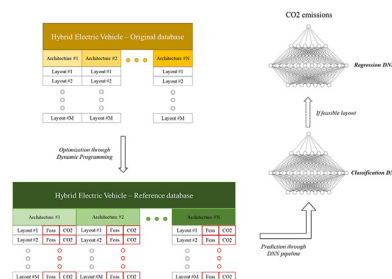 Hybrid Electric Vehicle – Original database
Architecture #1 Architecture #2 Architecture #N
Layout #1 Layout #1 Layout #1
Layout #2 Layout #2 Layout #2
Layout #M Layout #M Layout #M
Optimization through
Dynamic Programming
Hybrid Electric Vehicle – Reference database
Architecture #1 Architecture #2 Architecture #N
Layout #1 Feas CO2 Layout #1 Feas CO2 Layout #1 Feas CO2
Layout #2 Feas CO2 Layout #2 Feas CO2 Layout #2 Feas CO2
Layout #M Feas CO2 Layout #M Feas CO2 Layout #M Feas CO2
CO2 emissions
Regression DNN
If feasible layout
Classification DNN
Prediction through
DNN pipeline